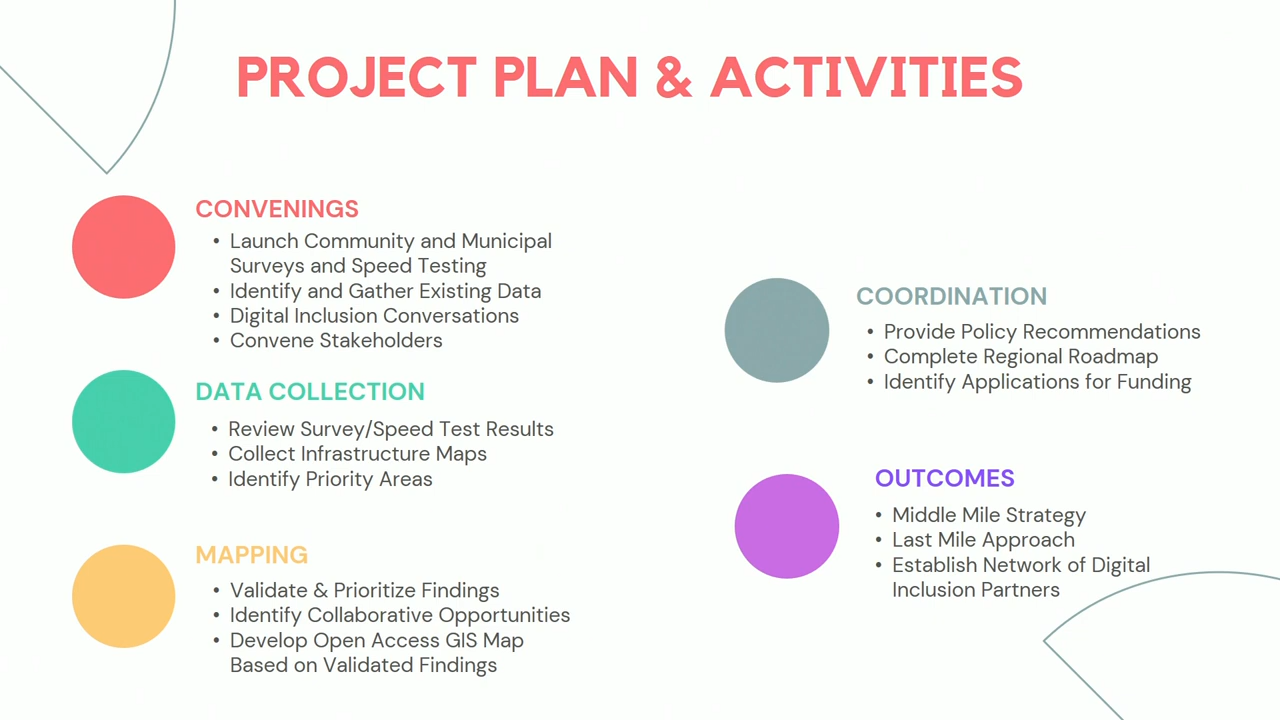 PROJECT PLAN & ACTIVITIES
CONVENINGS
• Launch Community and Municipal
Surveys and Speed Testing
• Identify and Gather Existing Data
• Digital Inclusion Conversations
• Convene Stakeholders
DATA COLLECTION
• Review Survey/Speed Test Results
• Collect Infrastructure Maps
• Identify Priority Areas
MAPPING
• Validate & Prioritize Findings
• Identify Collaborative Opportunities
• Develop Open Access GIS Map
Based on Validated Findings
COORDINATION
• Provide Policy Recommendations
• Complete Regional Roadmap
• Identify Applications for Funding
OUTCOMES
• Middle Mile Strategy
• Last Mile Approach
• Establish Network of Digital
Inclusion Partners